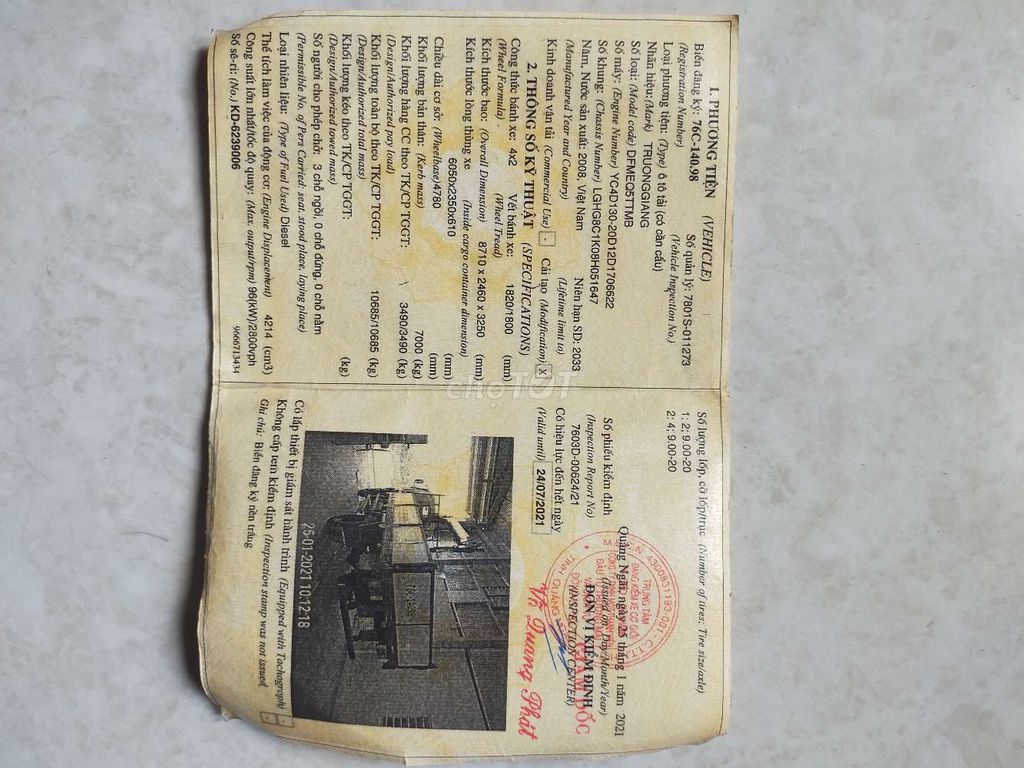 1. PHƯƠNG TIỆN (VEHICLE)
Biển đăng ký: 76C-140.98 Số quản lý: 7801S-011273
(Registration Number) (Vehicle Inspection No.)
Loại phương tiện: (Type) ô tô tải (có cần cẩu)
Nhãn hiệu: (Mark) TRUONGGIANG
Số loại: (Model code) DFMEQ5TTMB
Số máy: (Engine Number) YC4D130-20D12D1706622
Số khung: (Chassis Number) LGHG8C1K08H051647
Năm, Nước sản xuất: 2008, Việt Nam Niên hạn SD: 2033
(Manufactured Year and Country) (Lifetime limit to)
Kinh doanh vận tải (Commercial Use) - Cải tạo (Modification) X
2. THÔNG SỐ KỸ THUẬT (SPECIFICATIONS)
Công thức bánh xe: 4x2 Vết bánh xe: 1820/1800 (mm)
(Wheel Formula) (Wheel Tread)
Kích thước bao: (Overall Dimension) 8710 x 2460 x 3250 (mm)
Kích thước lòng thùng xe (Inside cargo container dimension)
6050x2350x610 (mm)
Chiều dài cơ sở: (Wheelbase) 4780 (mm)
Khối lượng bản thân: (Kerb mass) 7000 (kg)
Khối lượng hàng CC theo TK/CP TGGT: 3490/3490 (kg)
(Design/Authorized pay load)
Khối lượng toàn bộ theo TK/CP TGGT: 10685/10685 (kg)
(Design/Authorized total mass)
Khối lượng kéo theo TK/CP TGGT: (kg)
(Design/Authorized towed mass)
Số người cho phép chở: 3 chỗ ngồi, 0 chỗ đứng, 0 chỗ nằm
(Permissible No. of Pers Carried: seat, stood place, laying place)
Loại nhiên liệu: (Type of Fuel Used) Diesel
Thể tích làm việc của động cơ: (Engine Displacement) 4214 (cm3)
Công suất lớn nhất/tốc độ quay: (Max. output/rpm) 96(kW)/2800vph
Số sê-ri: (No.) KD-6239006 9666713434
Số lượng lốp, cỡ lốp/trục (Number of tires; Tire size/axle)
1: 2; 9.00-20
2: 4; 9.00-20
Số phiếu kiểm định
(Inspection Report No)
7603D-00624/21
Có hiệu lực đến hết ngày
(Valid until) 24/07/2021
Quảng Ngãi, ngày 25 tháng 1 năm 2021
(Issued on: Day/Month/Year)
ĐƠN VỊ KIỂM ĐỊNH
(INSPECTION CENTER)
TRUNG TÂM
ĐĂNG KIỂM XE CƠ GIỚI
Quang Phát
25-01-2021 10:12:18
Có lắp thiết bị giám sát hành trình (Equipped with Tachograph) -
Không cấp tem kiểm định (Inspection stamp was not issued) -
Ghi chú: Biển đăng ký nền trắng
chợTỐT